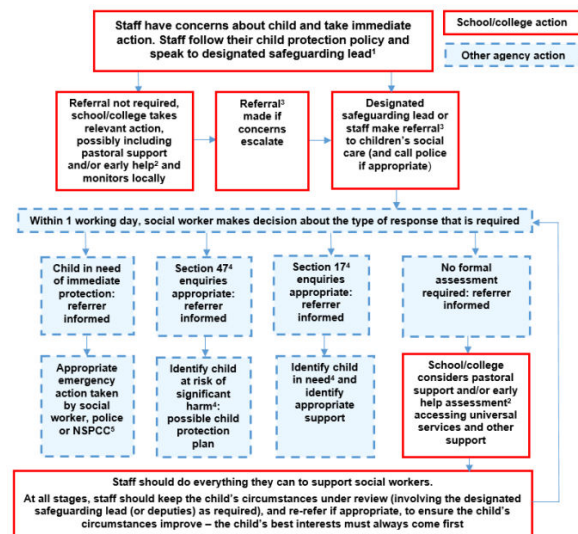 Staff have concerns about child and take immediate
action. Staff follow their child protection policy and
speak to designated safeguarding lead¹
School/college action
Other agency action
Referral not required,
school/college takes
relevant action,
possibly including
pastoral support
and/or early help² and
monitors locally
Referral³
made if
concerns
escalate
Designated
safeguarding lead or
staff make referral³
to children's social
care (and call police
if appropriate)
Within 1 working day, social worker makes decision about the type of response that is required
Child in need
of immediate
protection:
referrer
informed
Section 47⁴
enquiries
appropriate:
referrer
informed
Section 17⁴
enquiries
appropriate:
referrer
informed
No formal
assessment
required: referrer
informed
Appropriate
emergency
action taken
by social
worker, police
or NSPCC⁵
Identify child
at risk of
significant
harm⁴:
possible child
protection
plan
Identify child in
need⁴ and
identify
appropriate
support
School/college
considers pastoral
support and/or early
help assessment²
accessing universal
services and other
support
Staff should do everything they can to support social workers.
At all stages, staff should keep the child's circumstances under review (involving the designated
safeguarding lead (or deputies) as required), and re-refer if appropriate, to ensure the child's
circumstances improve – the child's best interests must always come first